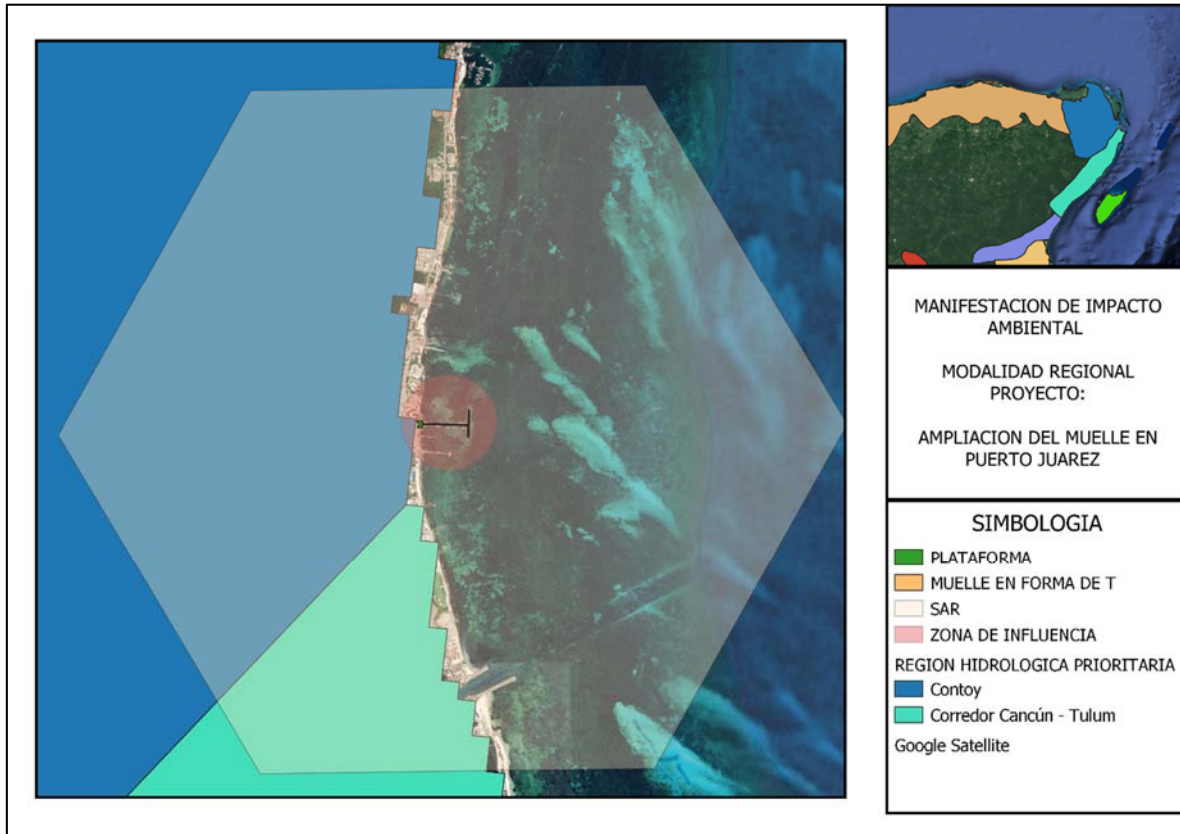 MANIFESTACION DE IMPACTO
AMBIENTAL
MODALIDAD REGIONAL
PROYECTO:
AMPLIACION DEL MUELLE EN
PUERTO JUAREZ
SIMBOLOGIA
PLATAFORMA
MUELLE EN FORMA DE T
SAR
ZONA DE INFLUENCIA
REGION HIDROLOGICA PRIORITARIA
Contoy
Corredor Cancún - Tulum
Google Satellite